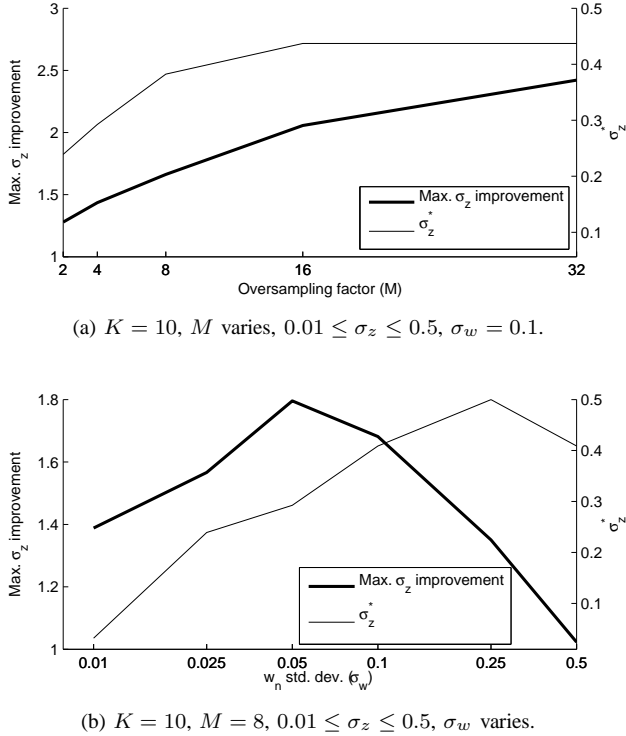 3
2.5
2
1.5
1
0.5
0.4
0.3
0.2
0.1
Max. σz improvement
σz*
Max. σz improvement
σz*
2 4 8 16 32
Oversampling factor (M)
(a) K = 10, M varies, 0.01 ≤ σz ≤ 0.5, σw = 0.1.
1.8
1.6
1.4
1.2
1
0.5
0.4
0.3
0.2
0.1
Max. σz improvement
σz*
Max. σz improvement
σz*
0.01 0.025 0.05 0.1 0.25 0.5
wn std. dev. (σw)
(b) K = 10, M = 8, 0.01 ≤ σz ≤ 0.5, σw varies.